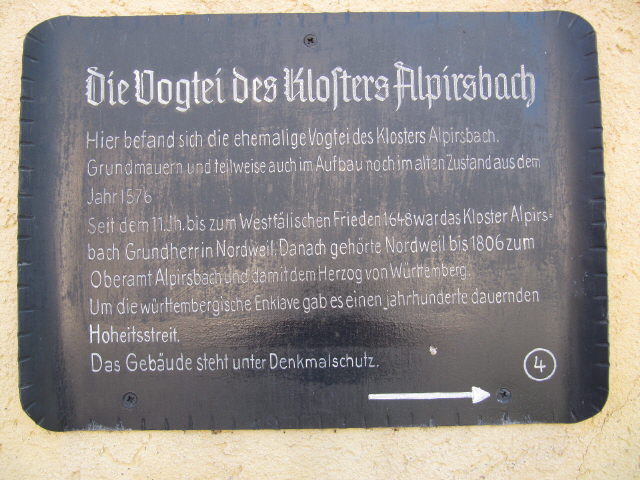 Die Vogtei des Klosters Alpirsbach
Hier befand sich die ehemalige Vogtei des Klosters Alpirsbach.
Grundmauern und teilweise auch im Aufbau noch im alten Zustand aus dem
Jahr 1576
Seit dem 11.Jh. bis zum Westfälischen Frieden 1648 war das Kloster Alpirs=
bach Grundherr in Nordweil. Danach gehörte Nordweil bis 1806 zum
Oberamt Alpirsbach und damit dem Herzog von Württemberg.
Um die württembergische Enklave gab es einen jahrhunderte dauernden
Hoheitsstreit.
Das Gebäude steht unter Denkmalschutz.
4